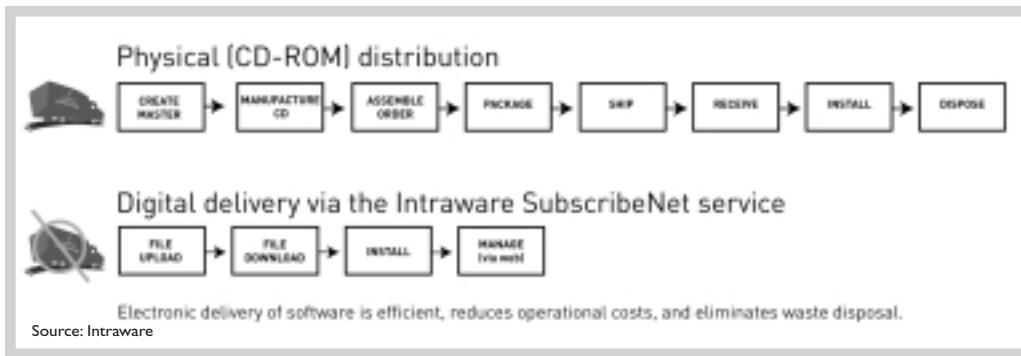 Physical (CD-ROM) distribution
CREATE
MASTER
MANUFACTURE
CD
ASSEMBLE
ORDER
PACKAGE
SHIP
RECEIVE
INSTALL
DISPOSE
Digital delivery via the Intraware SubscribeNet service
FILE
UPLOAD
FILE
DOWNLOAD
INSTALL
MANAGE
(via web)
Electronic delivery of software is efficient, reduces operational costs, and eliminates waste disposal.
Source: Intraware